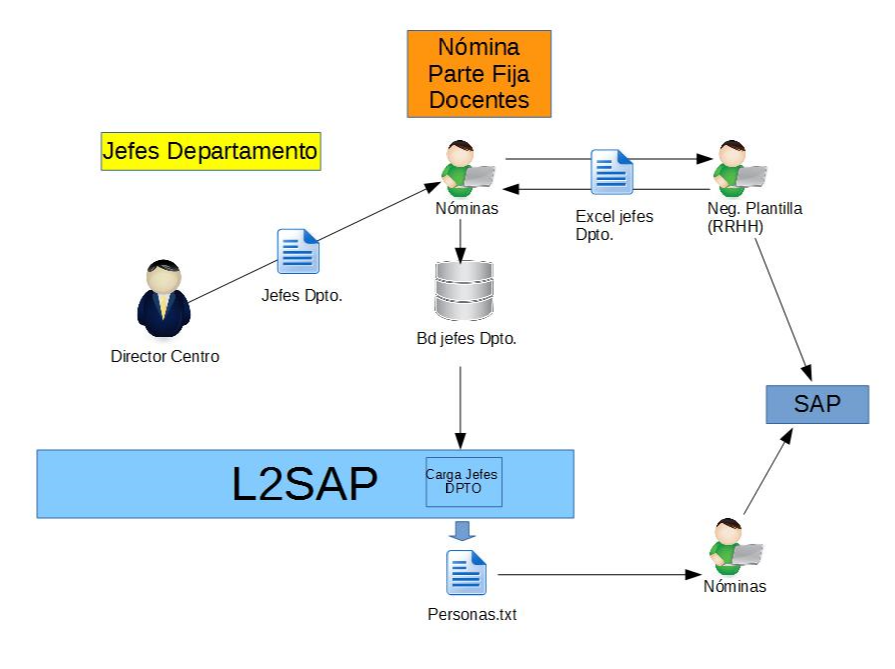 Nómina
Parte Fija
Docentes
Jefes Departamento
Nóminas
Excel jefes
Dpto.
Neg. Plantilla
(RRHH)
Jefes Dpto.
Director Centro
Bd jefes Dpto.
SAP
L2SAP
Carga Jefes
DPTO
Personas.txt
Nóminas